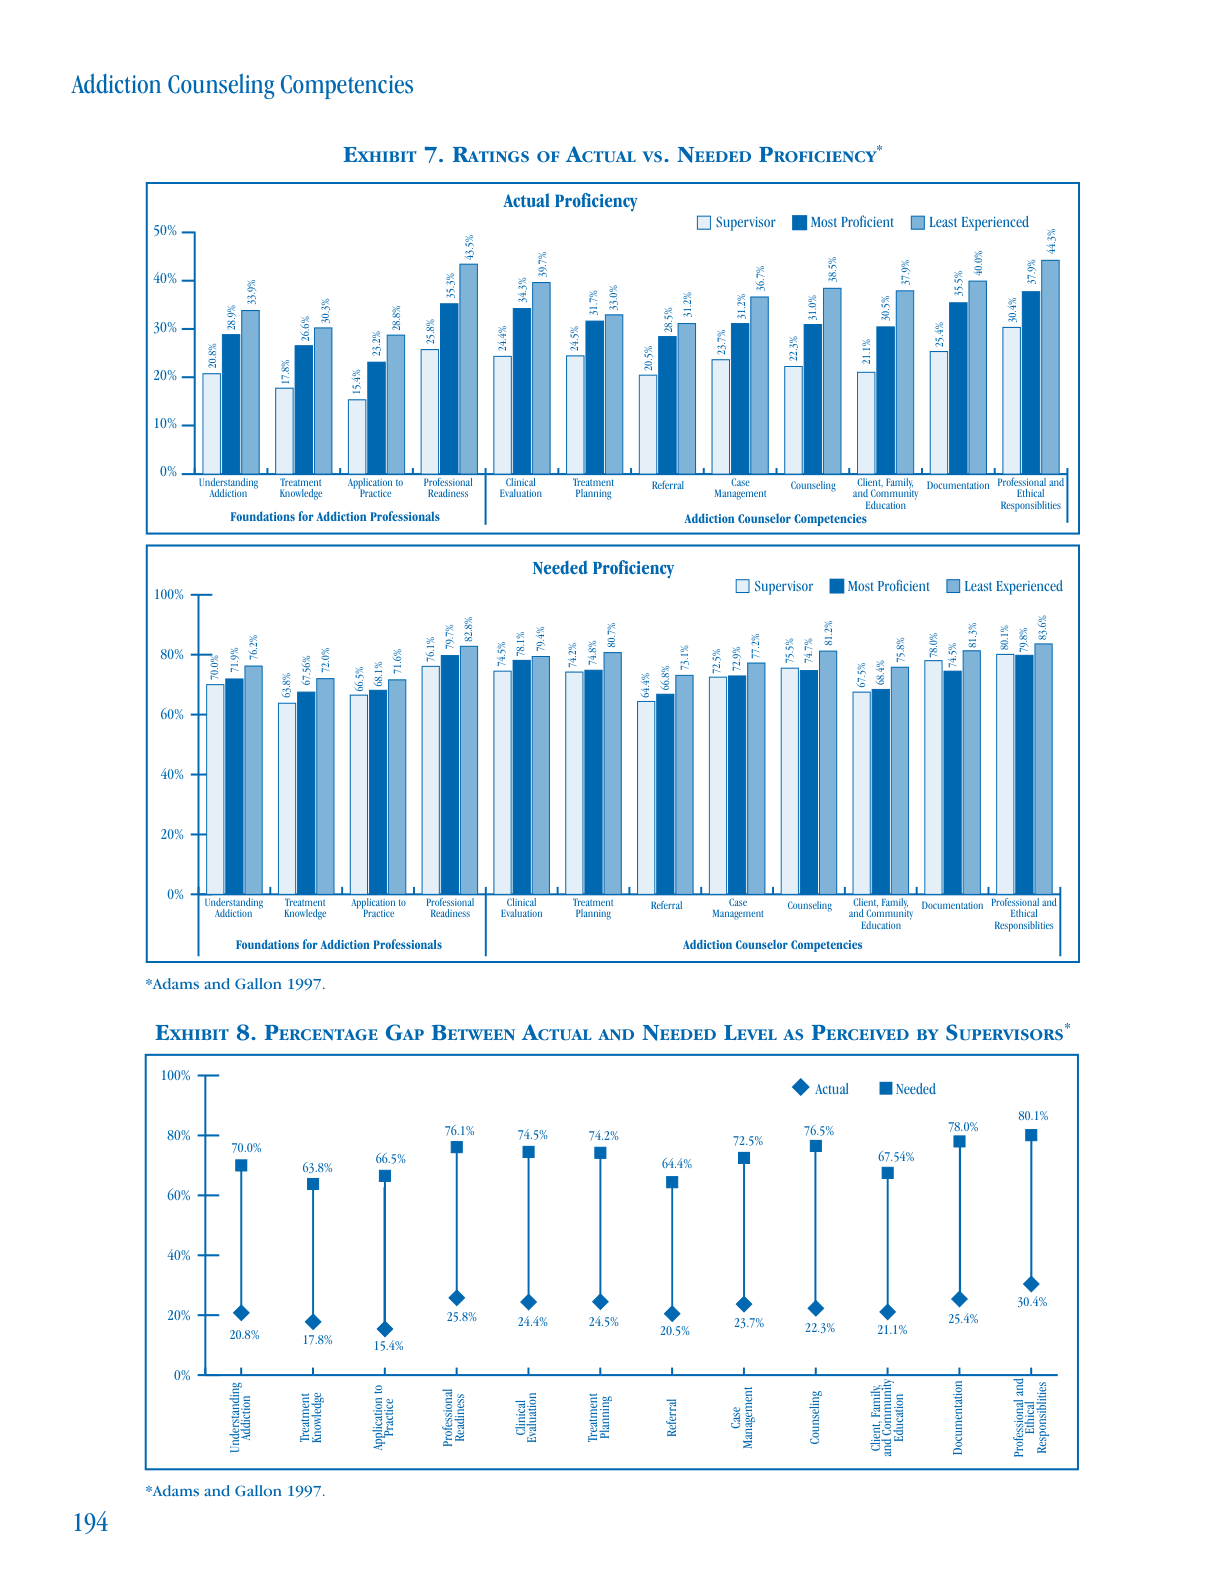 Addiction Counseling Competencies
Exhibit 7. Ratings of Actual vs. Needed Proficiency*
Actual Proficiency
Supervisor Most Proficient Least Experienced
50%
40%
30%
20%
10%
0%
20.8% 28.9% 33.9% 17.8% 26.6% 30.3% 15.4% 23.2% 28.8% 25.8% 35.3% 43.5% 24.4% 34.3% 39.7% 24.5% 31.7% 33.0% 20.5% 28.5% 31.2% 23.7% 31.2% 36.7% 22.3% 31.0% 38.5% 21.1% 30.5% 37.9% 25.4% 35.5% 40.0% 30.4% 37.9% 44.3%
Understanding Addiction
Treatment Knowledge
Application to Practice
Professional Readiness
Clinical Evaluation
Treatment Planning
Referral
Case Management
Counseling
Client, Family, and Community Education
Documentation
Professional and Ethical Responsiblities
Foundations for Addiction Professionals
Addiction Counselor Competencies
Needed Proficiency
Supervisor Most Proficient Least Experienced
100%
80%
60%
40%
20%
0%
70.0% 71.9% 76.2% 63.8% 67.56% 72.0% 66.5% 68.1% 71.6% 76.1% 79.7% 82.8% 74.5% 78.1% 79.4% 74.2% 74.8% 80.7% 64.4% 66.8% 73.1% 72.5% 72.9% 77.2% 75.5% 74.7% 81.2% 67.5% 68.4% 75.8% 78.0% 74.5% 81.3% 80.1% 79.8% 83.6%
Understanding Addiction
Treatment Knowledge
Application to Practice
Professional Readiness
Clinical Evaluation
Treatment Planning
Referral
Case Management
Counseling
Client, Family, and Community Education
Documentation
Professional and Ethical Responsiblities
Foundations for Addiction Professionals
Addiction Counselor Competencies
*Adams and Gallon 1997.
Exhibit 8. Percentage Gap Between Actual and Needed Level as Perceived by Supervisors*
Actual Needed
100%
80%
60%
40%
20%
0%
70.0% 63.8% 66.5% 76.1% 74.5% 74.2% 64.4% 72.5% 76.5% 67.54% 78.0% 80.1%
20.8% 17.8% 15.4% 25.8% 24.4% 24.5% 20.5% 23.7% 22.3% 21.1% 25.4% 30.4%
Understanding Addiction
Treatment Knowledge
Application to Practice
Professional Readiness
Clinical Evaluation
Treatment Planning
Referral
Case Management
Counseling
Client, Family, and Community Education
Documentation
Professional and Ethical Responsiblities
*Adams and Gallon 1997.
194